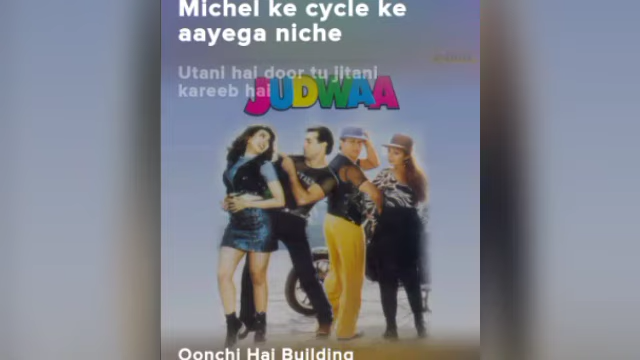 Michel ke cycle ke
aayega niche
Utani hai door tu jitani
kareeb hai
JUDWAA
Oonchi Hai Building